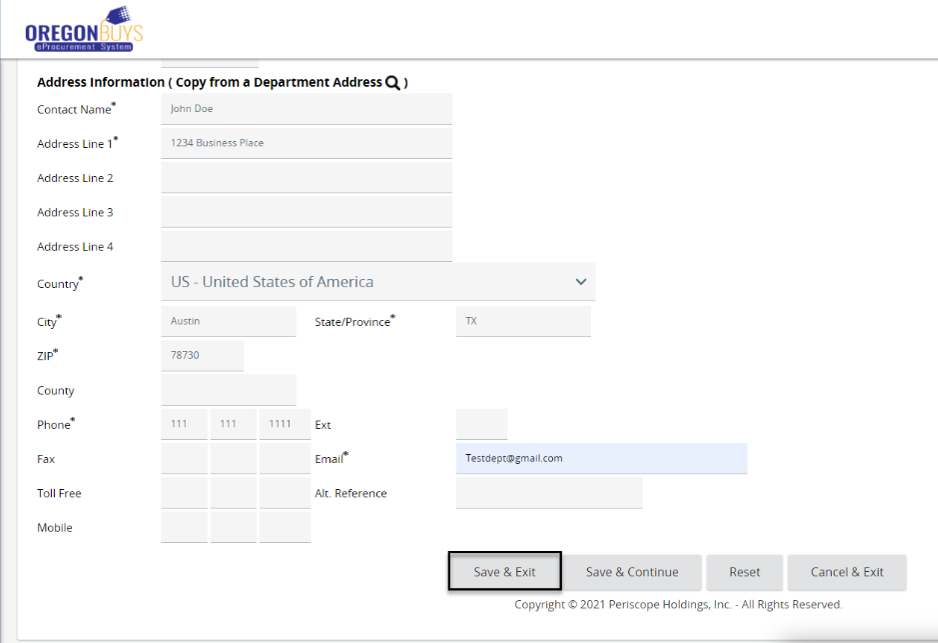 OREGONBUYS
eProcurement System
Address Information ( Copy from a Department Address )
Contact Name* John Doe
Address Line 1* 1234 Business Place
Address Line 2
Address Line 3
Address Line 4
Country* US - United States of America
City* Austin State/Province* TX
ZIP* 78730
County
Phone* 111 111 1111 Ext
Fax Email* Testdept@gmail.com
Toll Free Alt. Reference
Mobile
Save & Exit Save & Continue Reset Cancel & Exit
Copyright © 2021 Periscope Holdings, Inc. - All Rights Reserved.